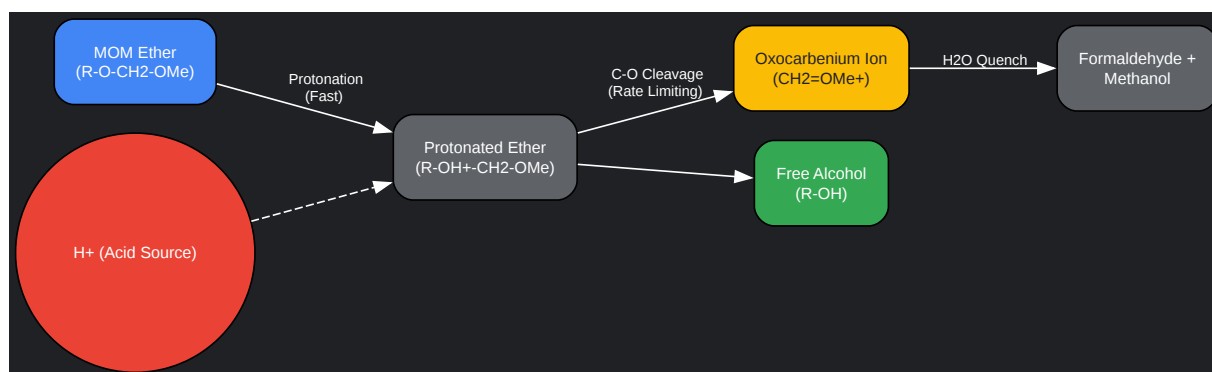 MOM Ether
(R-O-CH2-OMe)
Protonation
(Fast)
H+ (Acid Source)
Protonated Ether
(R-OH+-CH2-OMe)
C-O Cleavage
(Rate Limiting)
Oxocarbenium Ion
(CH2=OMe+)
Free Alcohol
(R-OH)
H2O Quench
Formaldehyde +
Methanol